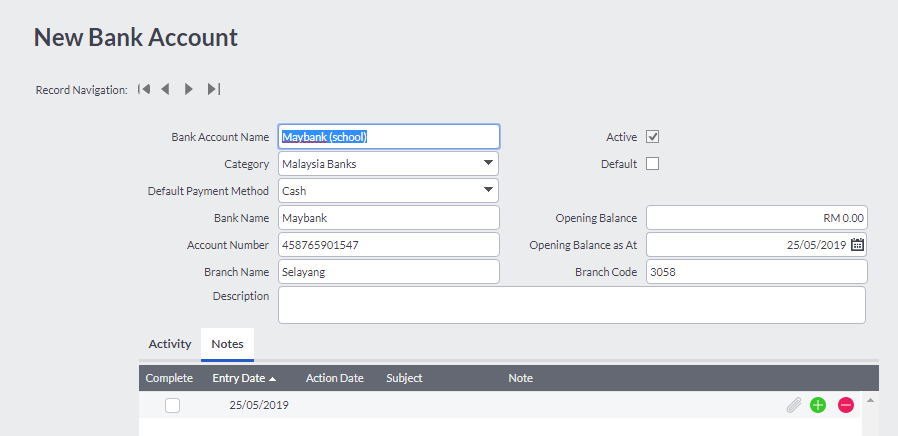 New Bank Account
Record Navigation:
Bank Account Name Maybank (school) Active
Category Malaysia Banks Default
Default Payment Method Cash
Bank Name Maybank Opening Balance RM 0.00
Account Number 458765901547 Opening Balance as At 25/05/2019
Branch Name Selayang Branch Code 3058
Description
Activity Notes
Complete Entry Date Action Date Subject Note
25/05/2019